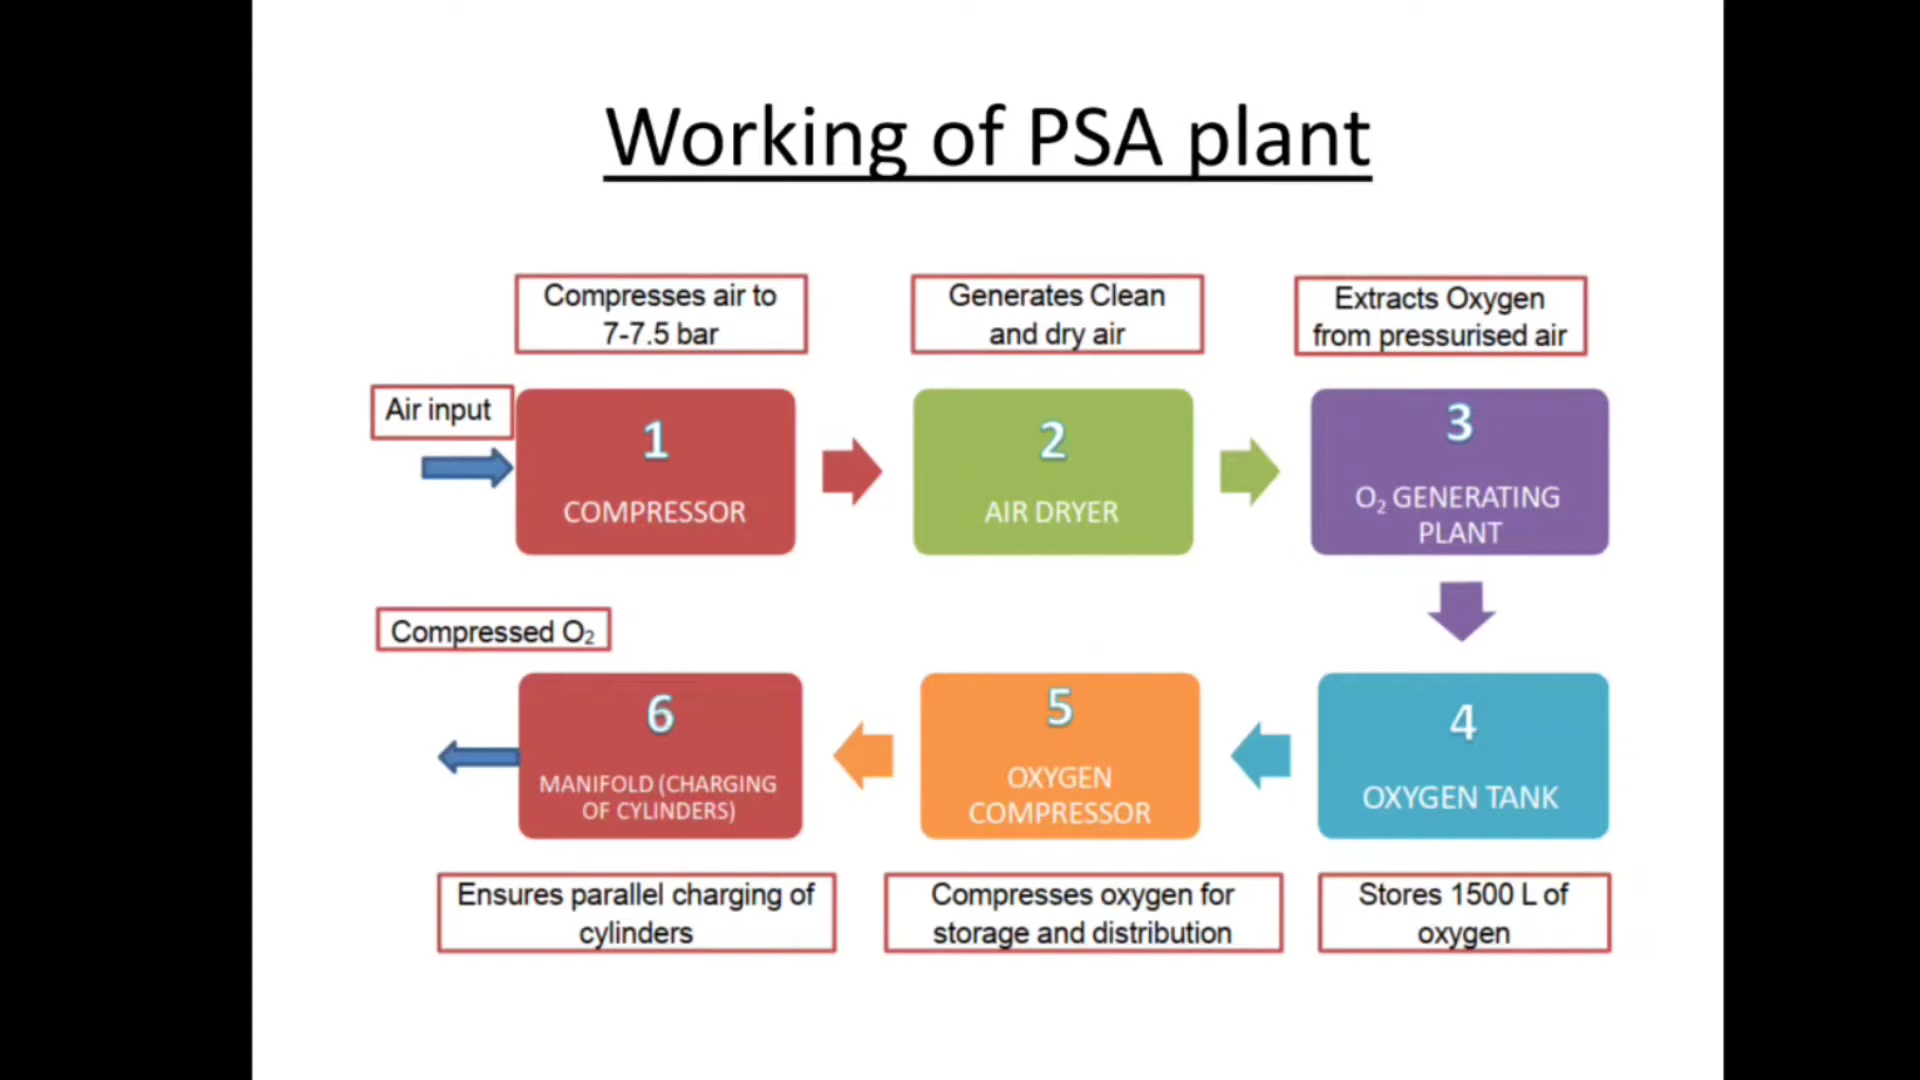 Working of PSA plant
Compresses air to
7-7.5 bar
Generates Clean
and dry air
Extracts Oxygen
from pressurised air
Air input
1
COMPRESSOR
2
AIR DRYER
3
O₂ GENERATING
PLANT
Compressed O₂
6
MANIFOLD (CHARGING
OF CYLINDERS)
5
OXYGEN
COMPRESSOR
4
OXYGEN TANK
Ensures parallel charging of
cylinders
Compresses oxygen for
storage and distribution
Stores 1500 L of
oxygen